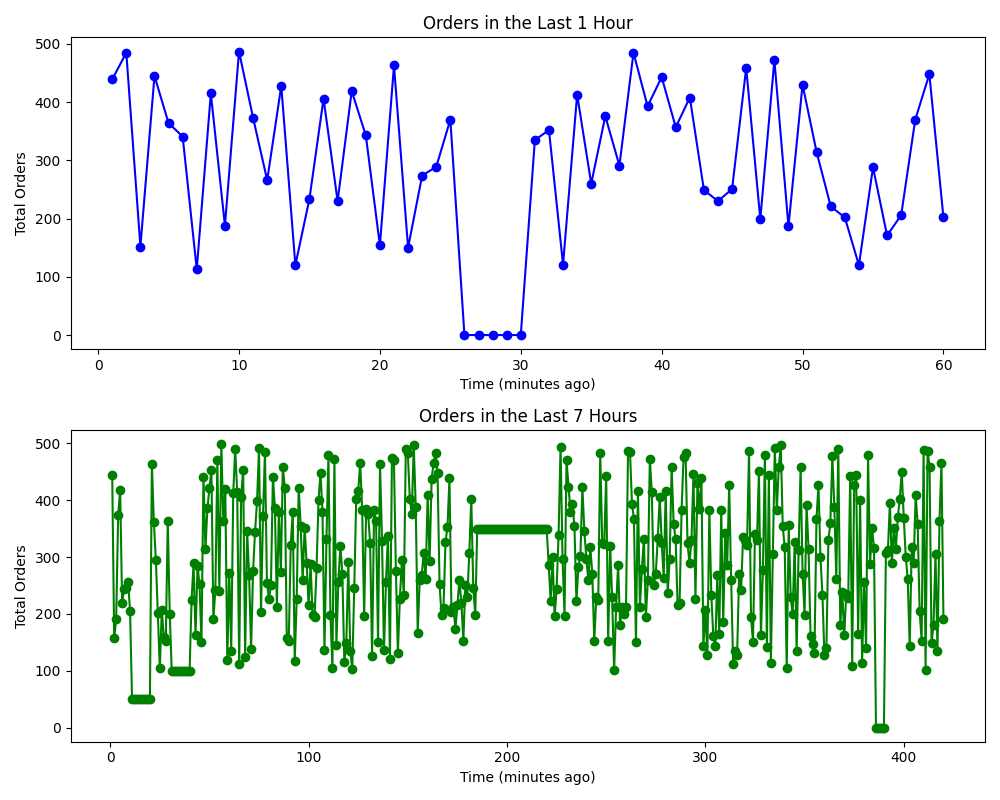 Orders in the Last 1 Hour
500
400
300
200
100
0
Total Orders
0 10 20 30 40 50 60
Time (minutes ago)
Orders in the Last 7 Hours
500
400
300
200
100
0
Total Orders
0 100 200 300 400
Time (minutes ago)